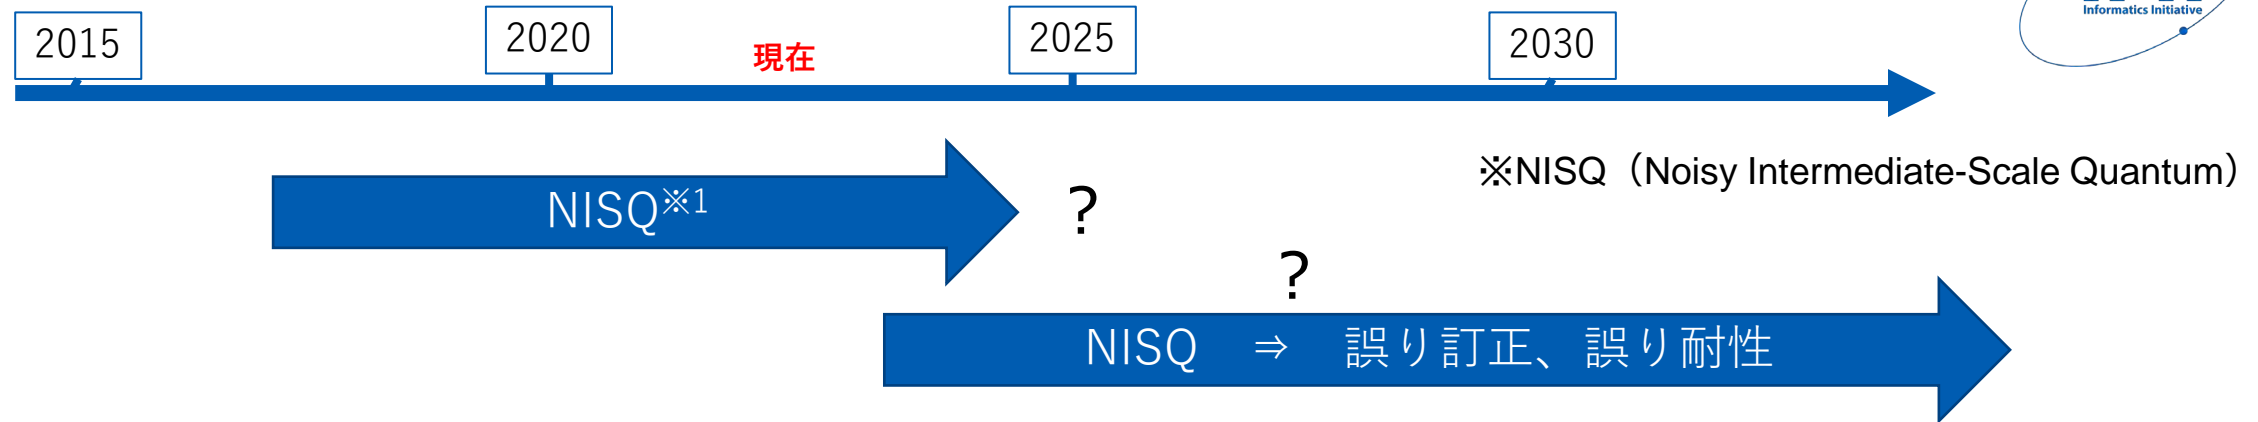 Informatics Initiative
2015
2020
現在
2025
2030
※NISQ（Noisy Intermediate-Scale Quantum）
NISQ※1
?
?
NISQ ⇒ 誤り訂正、誤り耐性